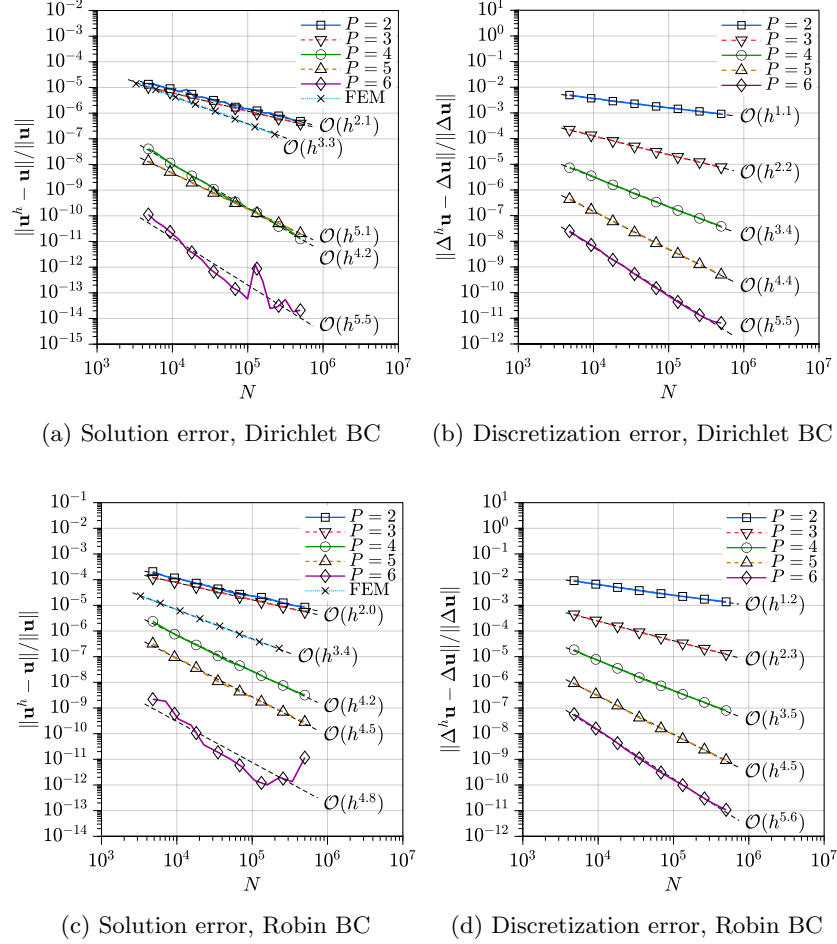 10^{-2}
10^{-3}
10^{-4}
10^{-5}
10^{-6}
10^{-7}
10^{-8}
10^{-9}
10^{-10}
10^{-11}
10^{-12}
10^{-13}
10^{-14}
10^{-15}
‖u^h − u‖/‖u‖
P = 2
P = 3
P = 4
P = 5
P = 6
FEM
O(h^{2.1})
O(h^{3.3})
O(h^{5.1})
O(h^{4.2})
O(h^{5.5})
10^3
10^4
10^5
10^6
10^7
N
(a) Solution error, Dirichlet BC
10^2
10^1
10^0
10^{-1}
10^{-2}
10^{-3}
10^{-4}
10^{-5}
10^{-6}
10^{-7}
10^{-8}
10^{-9}
10^{-10}
10^{-11}
10^{-12}
‖Δ^h u − Δu‖/‖Δu‖
P = 2
P = 3
P = 4
P = 5
P = 6
O(h^{1.1})
O(h^{2.2})
O(h^{3.4})
O(h^{4.4})
O(h^{5.5})
10^3
10^4
10^5
10^6
10^7
N
(b) Discretization error, Dirichlet BC
10^{-1}
10^{-2}
10^{-3}
10^{-4}
10^{-5}
10^{-6}
10^{-7}
10^{-8}
10^{-9}
10^{-10}
10^{-11}
10^{-12}
10^{-13}
10^{-14}
‖u^h − u‖/‖u‖
P = 2
P = 3
P = 4
P = 5
P = 6
FEM
O(h^{2.0})
O(h^{3.4})
O(h^{4.2})
O(h^{4.5})
O(h^{4.8})
10^3
10^4
10^5
10^6
10^7
N
(c) Solution error, Robin BC
10^1
10^0
10^{-1}
10^{-2}
10^{-3}
10^{-4}
10^{-5}
10^{-6}
10^{-7}
10^{-8}
10^{-9}
10^{-10}
10^{-11}
10^{-12}
‖Δ^h u − Δu‖/‖Δu‖
P = 2
P = 3
P = 4
P = 5
P = 6
O(h^{1.2})
O(h^{2.3})
O(h^{3.5})
O(h^{4.5})
O(h^{5.6})
10^3
10^4
10^5
10^6
10^7
N
(d) Discretization error, Robin BC